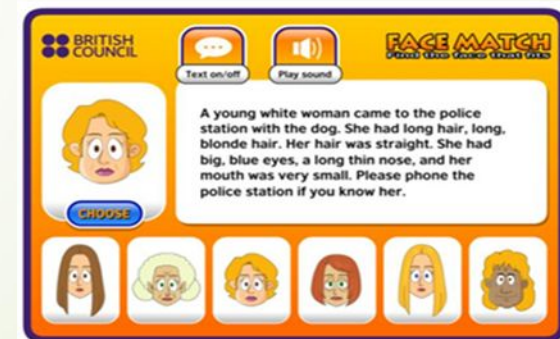 BRITISH
COUNCIL
Text on/off
Play sound
FACE MATCH
Find the face that fits
A young white woman came to the police
station with the dog. She had long hair, long,
blonde hair. Her hair was straight. She had
big, blue eyes, a long thin nose, and her
mouth was very small. Please phone the
police station if you know her.
CHOOSE